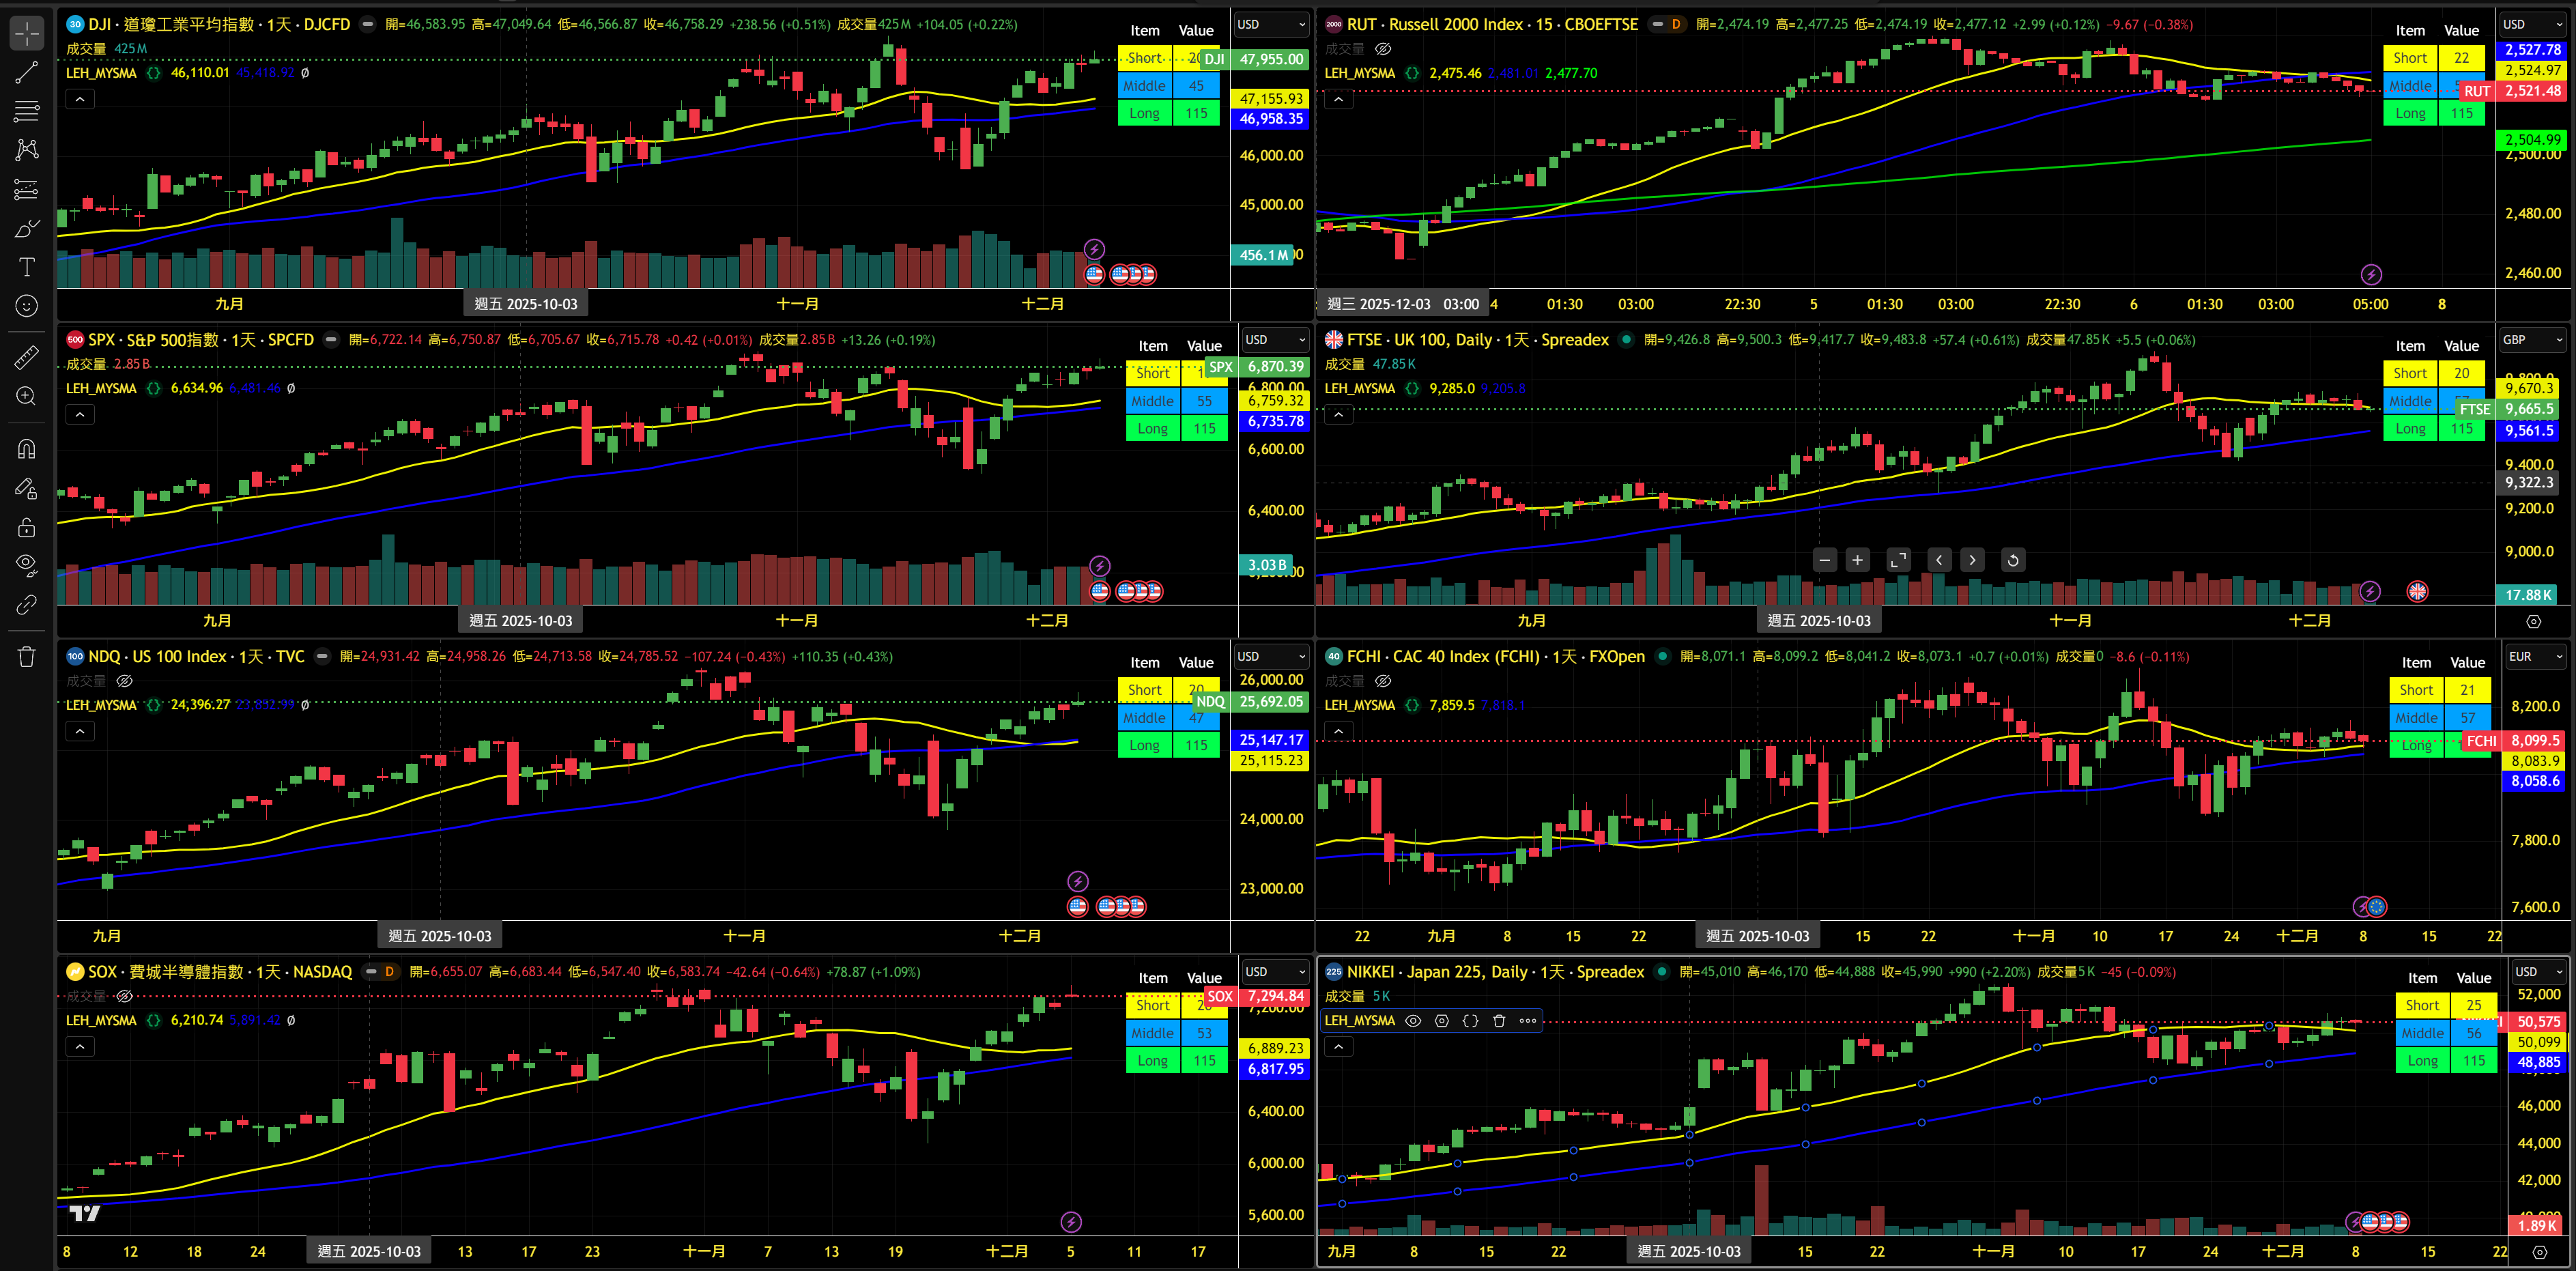 DJI · 道瓊工業平均指數 · 1天 · DJCFD 開=46,583.95 高=47,049.64 低=46,566.87 收=46,758.29 +238.56 (+0.51%) 成交量425 M +104.05 (+0.22%)
成交量 425 M
LEH_MYSMA {} 46,110.01 45,418.92 Ø
Item Value
Short
Middle 45
Long 115
USD
DJI 47,955.00
47,155.93
46,958.35
46,000.00
45,000.00
456.1 M
九月 週五 2025-10-03 十一月 十二月
RUT · Russell 2000 Index · 15 · CBOEFTSE D 開=2,474.19 高=2,477.25 低=2,474.19 收=2,477.12 +2.99 (+0.12%) −9.67 (−0.38%)
成交量
LEH_MYSMA {} 2,475.46 2,481.01 2,477.70
Item Value
Short 22
Middle
Long 115
USD
2,527.78
2,524.97
RUT 2,521.48
2,504.99
2,500.00
2,480.00
2,460.00
週三 2025-12-03 03:00 4 01:30 03:00 22:30 5 01:30 03:00 22:30 6 01:30 03:00 05:00 8
500 SPX · S&P 500指數 · 1天 · SPCFD 開=6,722.14 高=6,750.87 低=6,705.67 收=6,715.78 +0.42 (+0.01%) 成交量2.85 B +13.26 (+0.19%)
成交量 2.85 B
LEH_MYSMA {} 6,634.96 6,481.46 Ø
Item Value
Short
Middle 55
Long 115
USD
SPX 6,870.39
6,800.00
6,759.32
6,735.78
6,600.00
6,400.00
3.03 B
九月 週五 2025-10-03 十一月 十二月
FTSE · UK 100, Daily · 1天 · Spreadex 開=9,426.8 高=9,500.3 低=9,417.7 收=9,483.8 +57.4 (+0.61%) 成交量47.85 K +5.5 (+0.06%)
成交量 47.85 K
LEH_MYSMA {} 9,285.0 9,205.8
Item Value
Short 20
Middle
Long 115
GBP
9,670.3
FTSE 9,665.5
9,561.5
9,400.0
9,322.3
9,200.0
9,000.0
17.88 K
九月 週五 2025-10-03 十一月 十二月
100 NDQ · US 100 Index · 1天 · TVC 開=24,931.42 高=24,958.26 低=24,713.58 收=24,785.52 −107.24 (−0.43%) +110.35 (+0.43%)
成交量
LEH_MYSMA {} 24,396.27 23,852.99 Ø
Item Value
Short 20
Middle 47
Long 115
USD
26,000.00
NDQ 25,692.05
25,147.17
25,115.23
24,000.00
23,000.00
九月 週五 2025-10-03 十一月 十二月
40 FCHI · CAC 40 Index (FCHI) · 1天 · FXOpen 開=8,071.1 高=8,099.2 低=8,041.2 收=8,073.1 +0.7 (+0.01%) 成交量0 −8.6 (−0.11%)
成交量
LEH_MYSMA {} 7,859.5 7,818.1
Item Value
Short 21
Middle 57
Long
EUR
8,200.0
FCHI 8,099.5
8,083.9
8,058.6
7,800.0
7,600.0
22 九月 8 15 22 週五 2025-10-03 15 22 十一月 10 17 24 十二月 8 15 22
SOX · 費城半導體指數 · 1天 · NASDAQ D 開=6,655.07 高=6,683.44 低=6,547.40 收=6,583.74 −42.64 (−0.64%) +78.87 (+1.09%)
成交量
LEH_MYSMA {} 6,210.74 5,891.42 Ø
Item Value
Short
Middle 53
Long 115
USD
SOX 7,294.84
7,200.00
6,889.23
6,817.95
6,400.00
6,000.00
5,600.00
8 12 18 24 週五 2025-10-03 13 17 23 十一月 7 13 19 十二月 5 11 17
225 NIKKEI · Japan 225, Daily · 1天 · Spreadex 開=45,010 高=46,170 低=44,888 收=45,990 +990 (+2.20%) 成交量5 K −45 (−0.09%)
成交量 5 K
LEH_MYSMA {}
Item Value
Short 25
Middle 56
Long 115
USD
52,000
50,575
50,099
48,885
46,000
44,000
42,000
1.89 K
九月 8 15 22 週五 2025-10-03 15 22 十一月 10 17 24 十二月 8 15 22